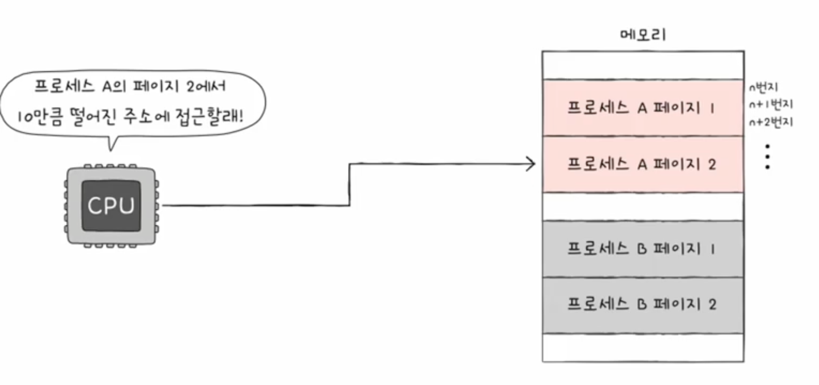 프로세스 A의 페이지 2에서
10만큼 떨어진 주소에 접근할래!
CPU
메모리
프로세스 A 페이지 1
프로세스 A 페이지 2
프로세스 B 페이지 1
프로세스 B 페이지 2
n번지
n+1번지
n+2번지